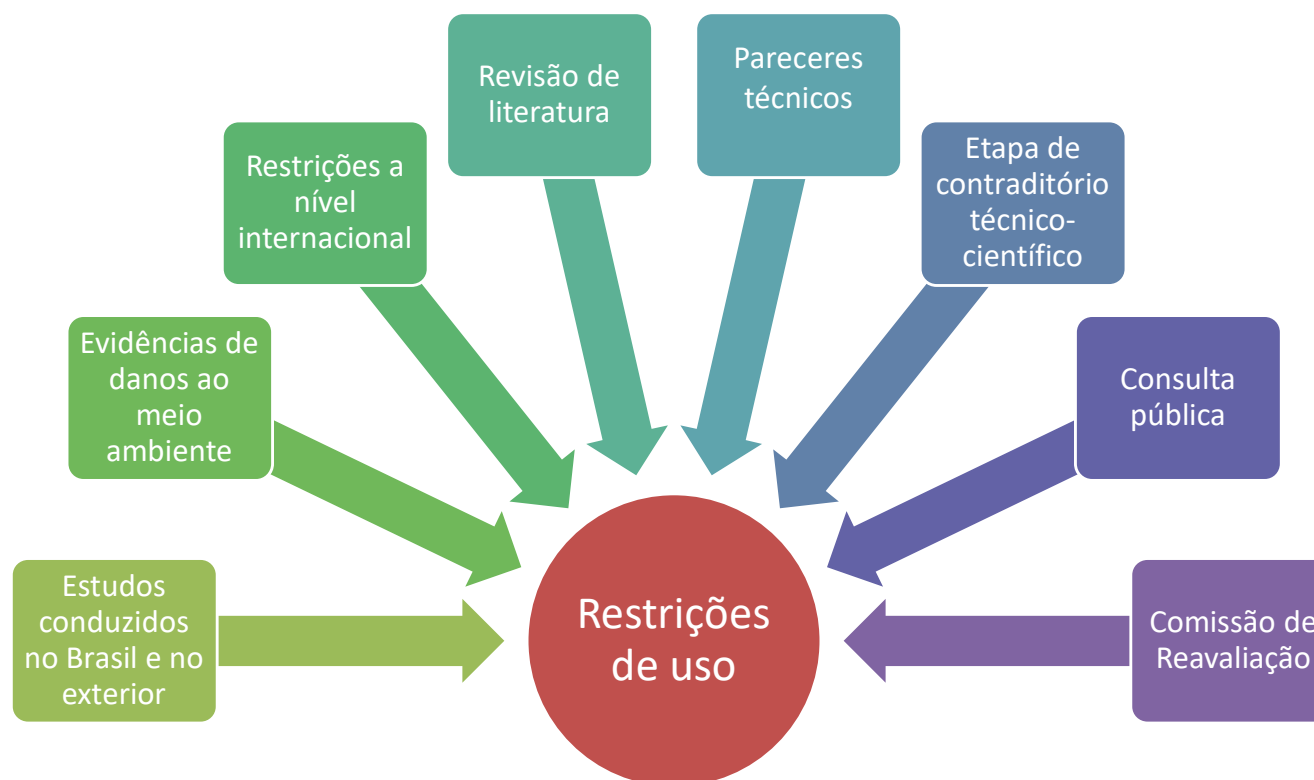 Revisão de
literatura
Pareceres
técnicos
Restrições a
nível
internacional
Etapa de
contraditório
técnico-
científico
Evidências de
danos ao
meio
ambiente
Consulta
pública
Estudos
conduzidos
no Brasil e no
exterior
Restrições
de uso
Comissão de
Reavaliação